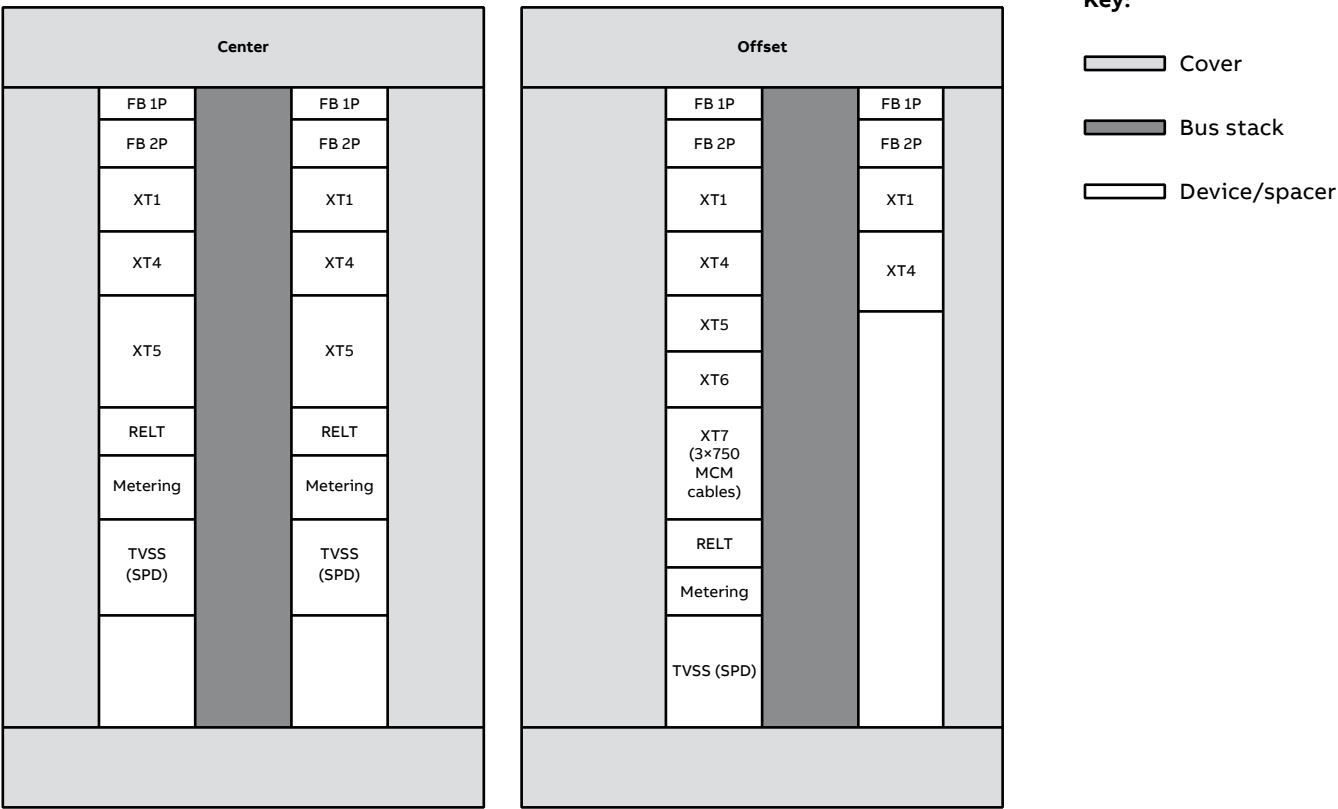 Key:
Center
FB 1P
FB 1P
FB 2P
FB 2P
XT1
XT1
XT4
XT4
XT5
XT5
RELT
RELT
Metering
Metering
TVSS
(SPD)
TVSS
(SPD)
Offset
FB 1P
FB 1P
FB 2P
FB 2P
XT1
XT1
XT4
XT4
XT5
XT6
XT7
(3×750
MCM
cables)
RELT
Metering
TVSS (SPD)
Cover
Bus stack
Device/spacer